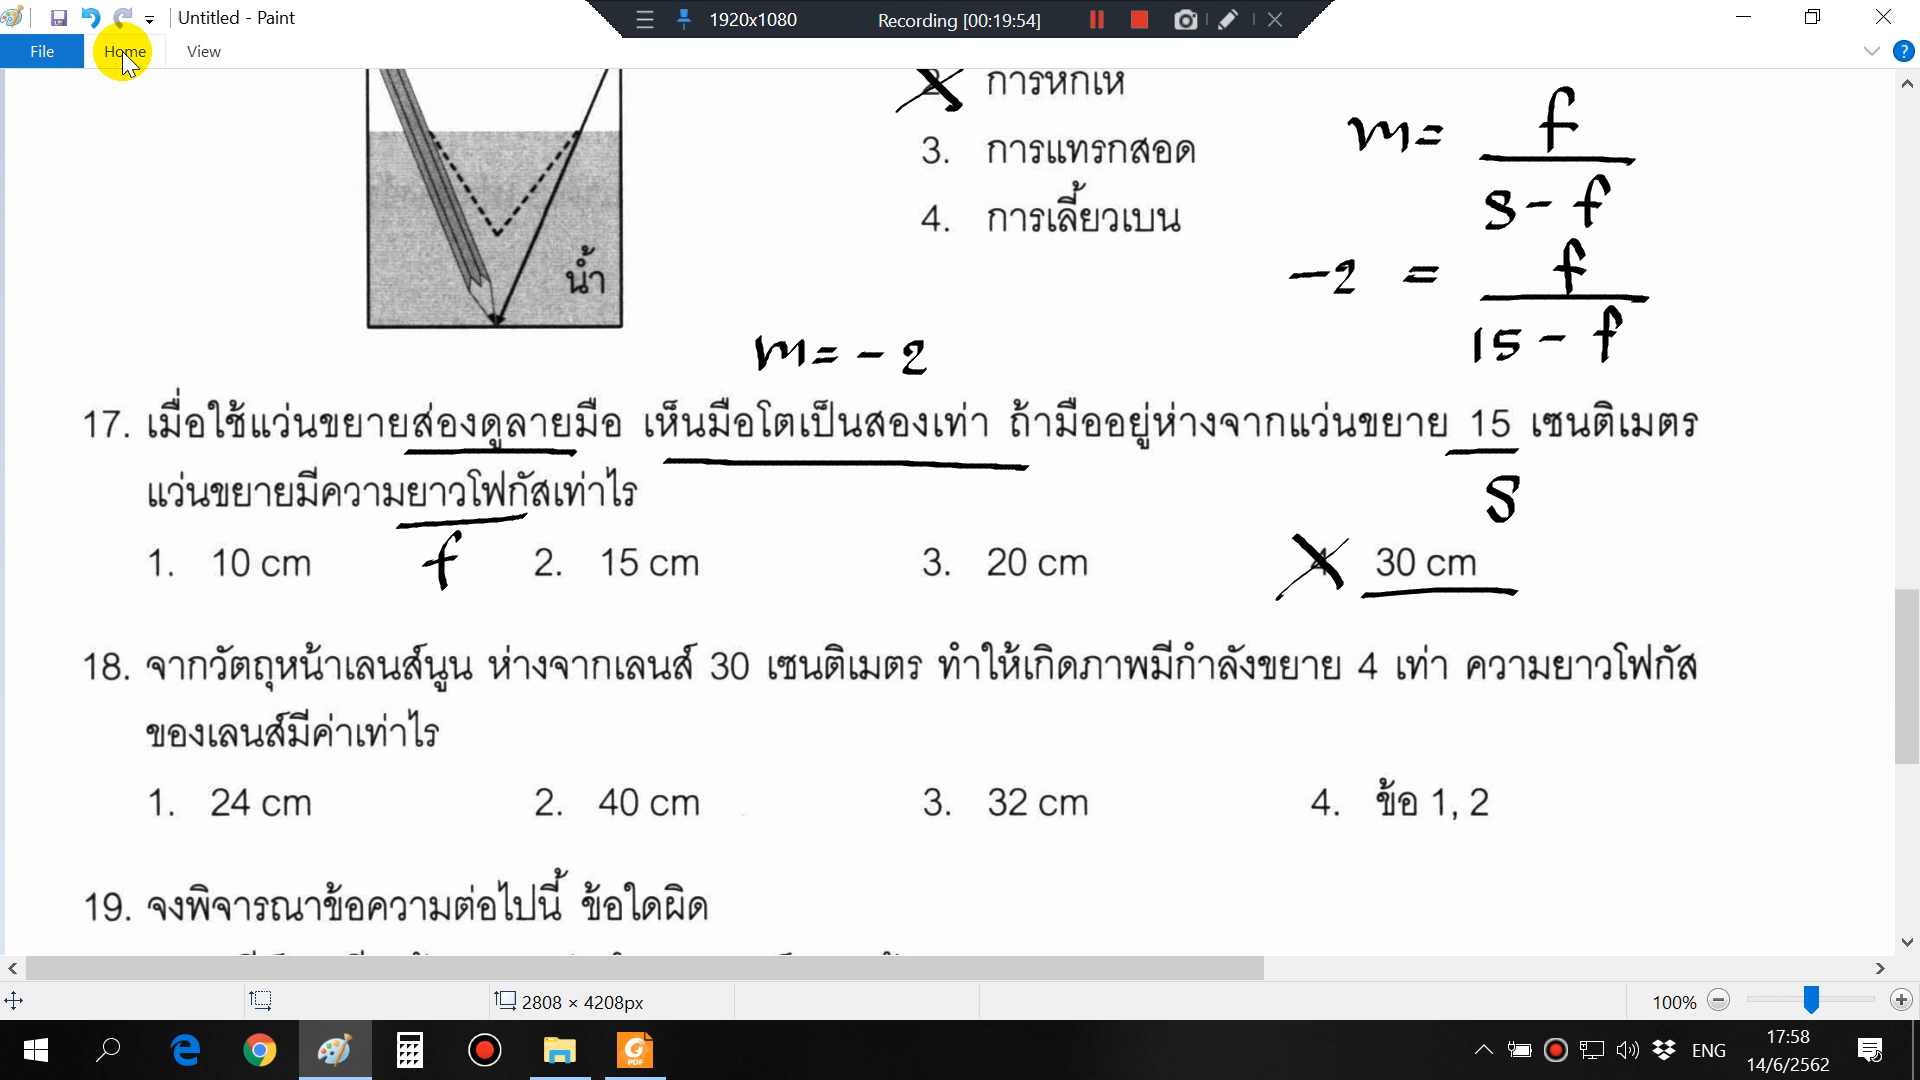 Untitled - Paint
1920x1080
Recording [00:19:54]
File
Home
View
การหักเห
3. การแทรกสอด
4. การเลี้ยวเบน
น้ำ
m = f
s - f
-2 = f
15 - f
m = - 2
17. เมื่อใช้แว่นขยายส่องดูลายมือ เห็นมือโตเป็นสองเท่า ถ้ามืออยู่ห่างจากแว่นขยาย 15 เซนติเมตร
แว่นขยายมีความยาวโฟกัสเท่าไร
s
f
1. 10 cm 2. 15 cm 3. 20 cm 4 30 cm
18. จากวัตถุหน้าเลนส์นูน ห่างจากเลนส์ 30 เซนติเมตร ทำให้เกิดภาพมีกำลังขยาย 4 เท่า ความยาวโฟกัส
ของเลนส์มีค่าเท่าไร
1. 24 cm 2. 40 cm 3. 32 cm 4. ข้อ 1, 2
19. จงพิจารณาข้อความต่อไปนี้ ข้อใดผิด
2808 × 4208px
100%
PDF
ENG
17:58
14/6/2562